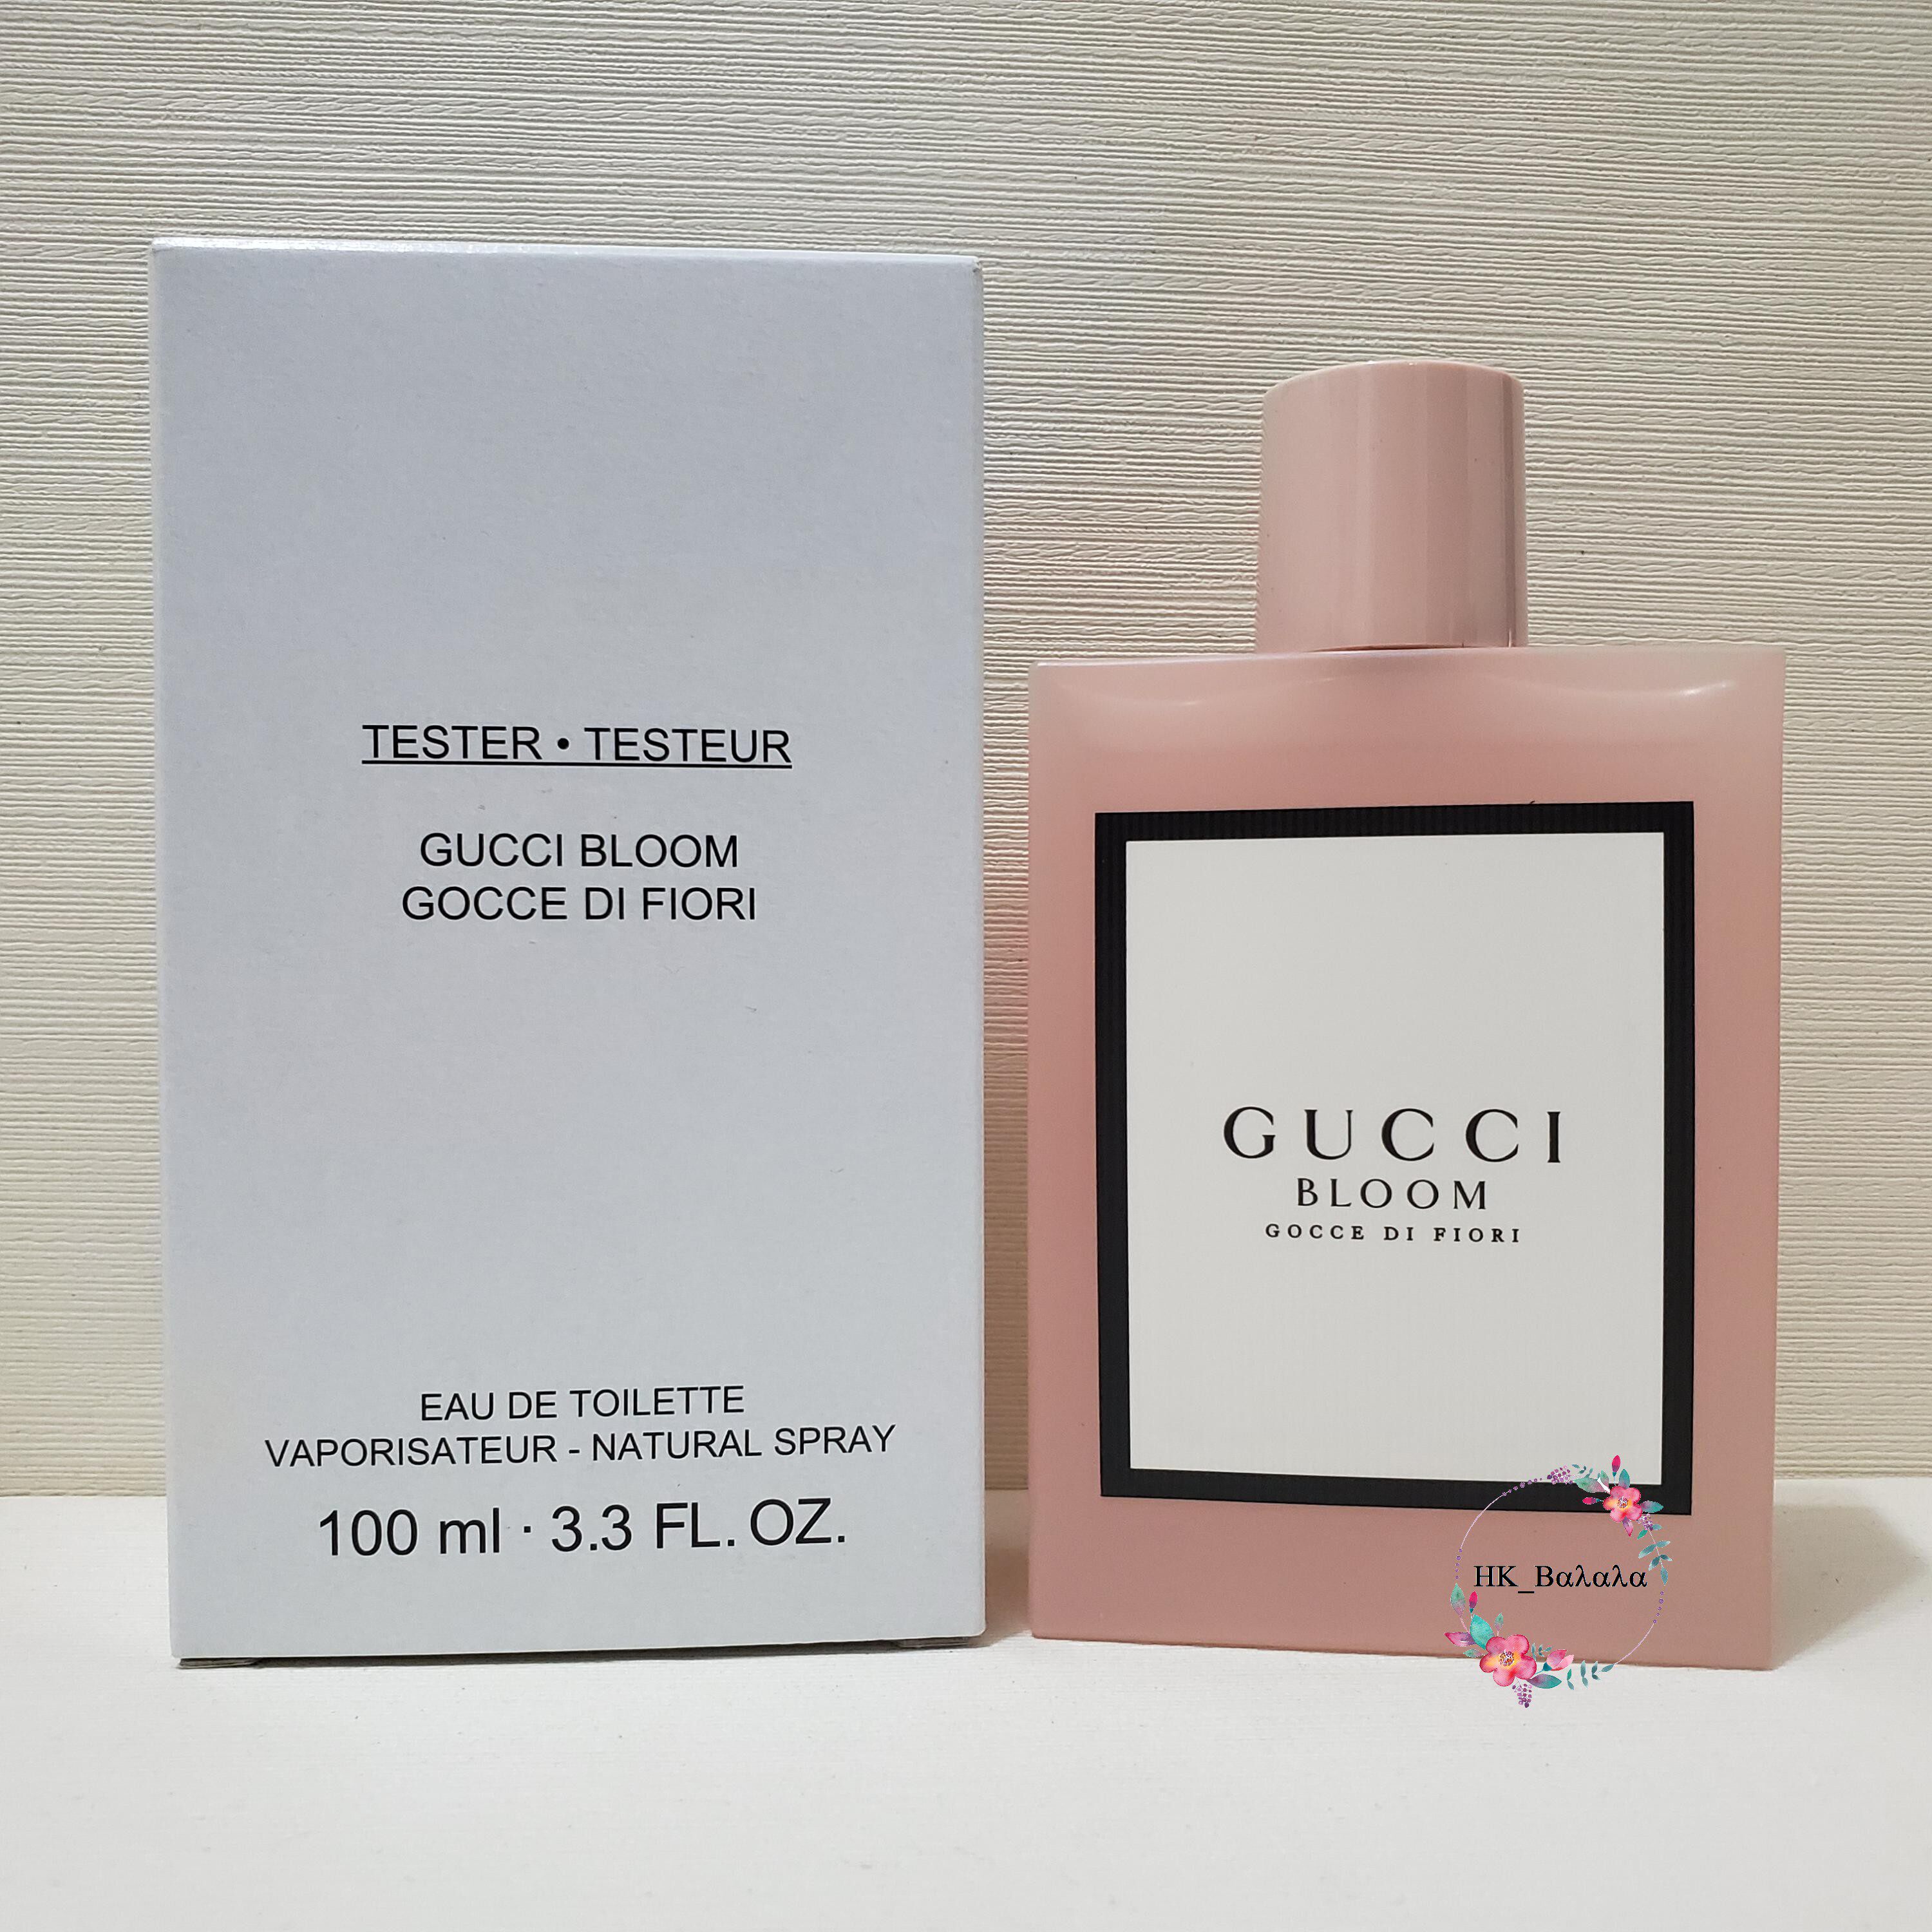 TESTER • TESTEUR
GUCCI BLOOM
GOCCE DI FIORI
EAU DE TOILETTE
VAPORISATEUR - NATURAL SPRAY
100 ml · 3.3 FL. OZ.
GUCCI
BLOOM
GOCCE DI FIORI
HK_Bαλαλα